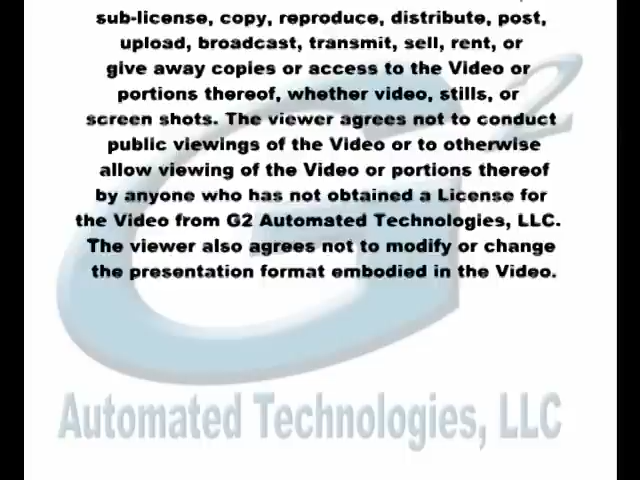 sub-license, copy, reproduce, distribute, post,
upload, broadcast, transmit, sell, rent, or
give away copies or access to the Video or
portions thereof, whether video, stills, or
screen shots. The viewer agrees not to conduct
public viewings of the Video or to otherwise
allow viewing of the Video or portions thereof
by anyone who has not obtained a License for
the Video from G2 Automated Technologies, LLC.
The viewer also agrees not to modify or change
the presentation format embodied in the Video.
G2
Automated Technologies, LLC